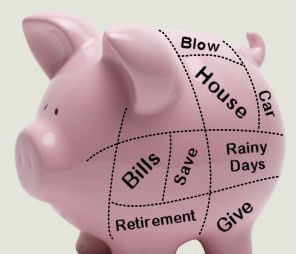 Blow
House
Car
Bills
Save
Rainy
Days
Retirement
Give